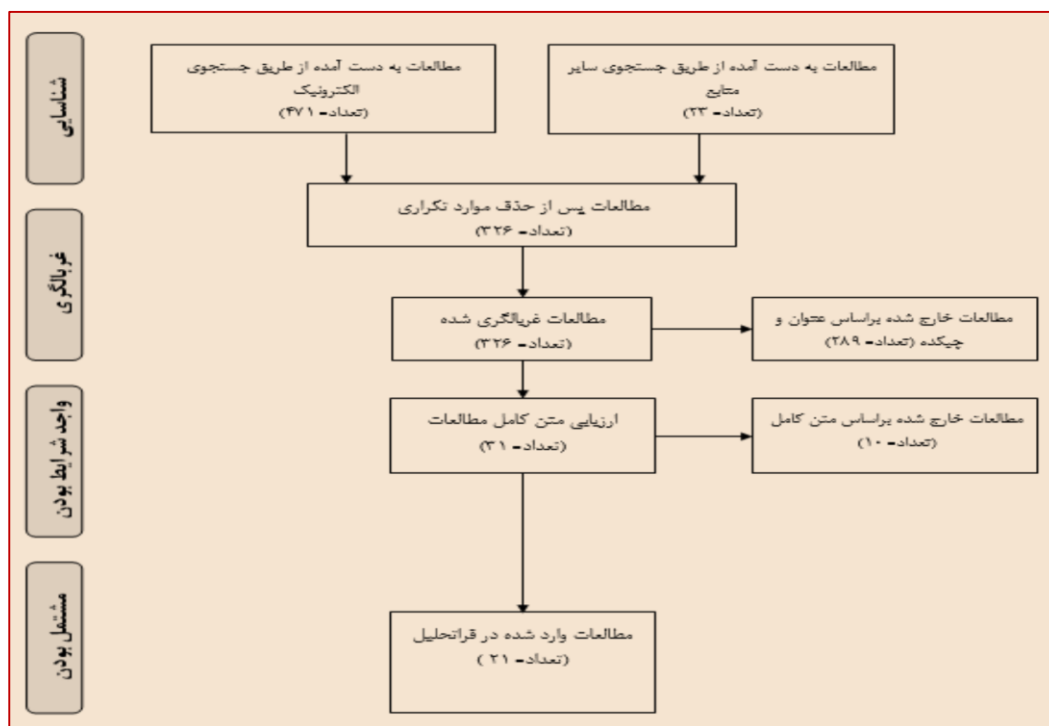 شناسایی
مطالعات به دست آمده از طریق جستجوی سایر
منابع
(تعداد= ۲۳)
مطالعات به دست آمده از طریق جستجوی
الکترونیک
(تعداد= ۴۷۱)
غربالگری
مطالعات پس از حذف موارد تکراری
(تعداد= ۳۲۶)
مطالعات غربالگری شده
(تعداد= ۳۲۶)
مطالعات خارج شده براساس عنوان و
چیکده (تعداد= ۲۸۹)
واجد شرایط بودن
ارزیابی متن کامل مطالعات
(تعداد= ۳۱)
مطالعات خارج شده براساس متن کامل
(تعداد= ۱۰)
مشتمل بودن
مطالعات وارد شده در فراتحلیل
(تعداد= ۲۱ )